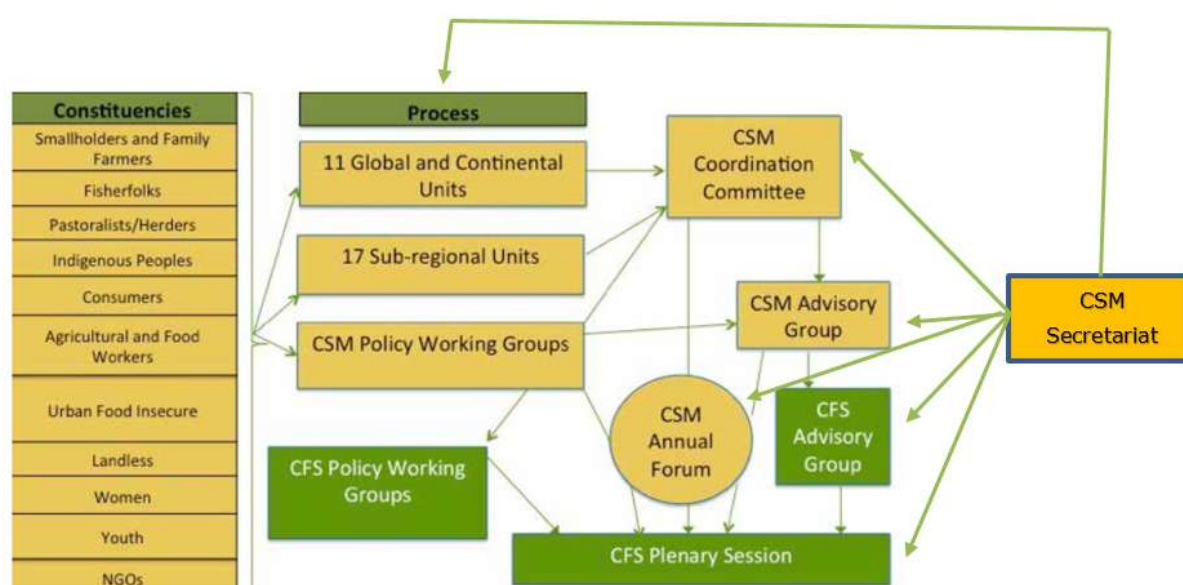 Constituencies
Smallholders and Family
Farmers
Fisherfolks
Pastoralists/Herders
Indigenous Peoples
Consumers
Agricultural and Food
Workers
Urban Food Insecure
Landless
Women
Youth
NGOs
Process
11 Global and Continental
Units
17 Sub-regional Units
CSM Policy Working Groups
CFS Policy Working
Groups
CSM
Coordination
Committee
CSM Advisory
Group
CSM
Annual
Forum
CFS
Advisory
Group
CFS Plenary Session
CSM
Secretariat